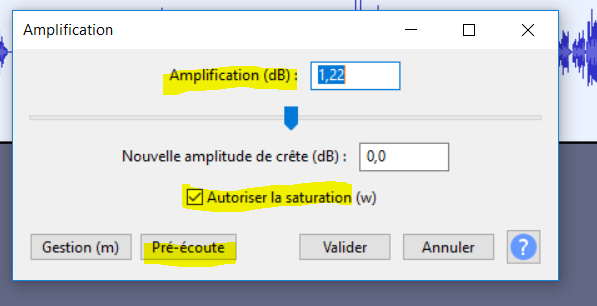 Amplification
Amplification (dB) : 1,22
Nouvelle amplitude de crête (dB) : 0,0
Autoriser la saturation (w)
Gestion (m) Pré-écoute Valider Annuler ?